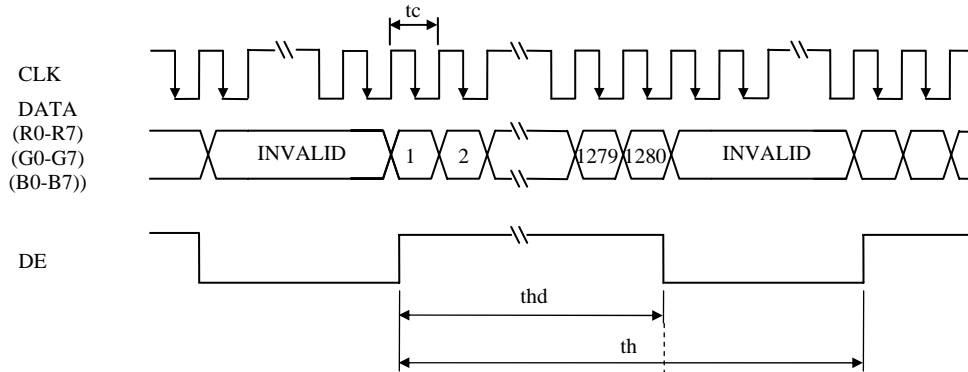 tc
CLK
DATA
(R0-R7)
(G0-G7)
(B0-B7))
INVALID
1
2
1279
1280
INVALID
DE
thd
th